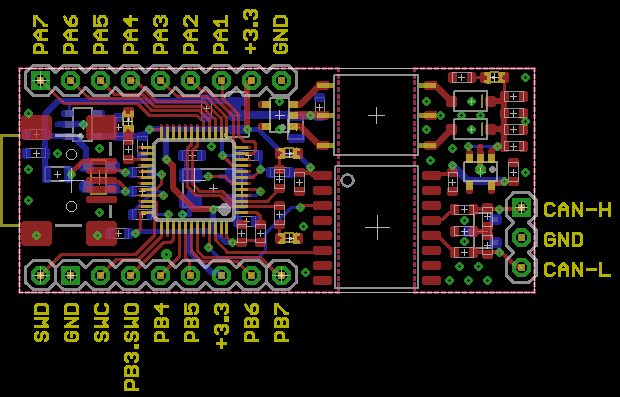 PA7
PA6
PA5
PA4
PA3
PA2
PA1
+3.3
GND
CAN-H
GND
CAN-L
SWD
GND
SWC
PB3.SWO
PB4
PB5
+3.3
PB6
PB7